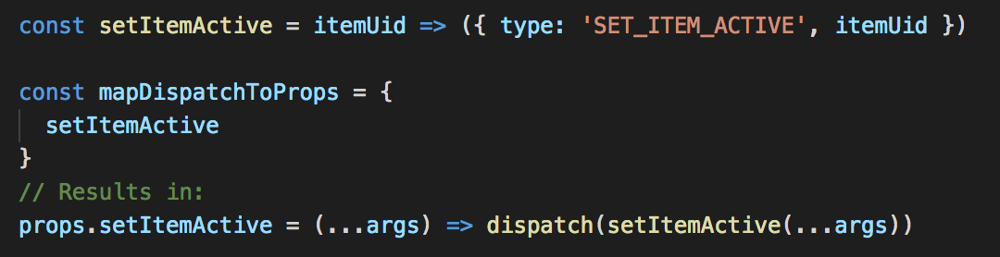 const setItemActive = itemUid => ({ type: 'SET_ITEM_ACTIVE', itemUid })
const mapDispatchToProps = {
setItemActive
}
// Results in:
props.setItemActive = (...args) => dispatch(setItemActive(...args))